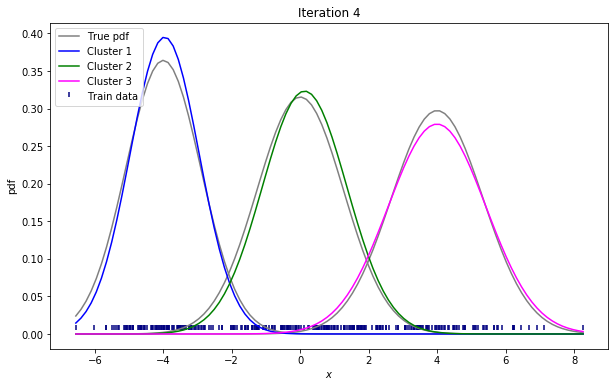 Iteration 4
True pdf
Cluster 1
Cluster 2
Cluster 3
Train data
pdf
0.40
0.35
0.30
0.25
0.20
0.15
0.10
0.05
0.00
−6
−4
−2
0
2
4
6
8
x